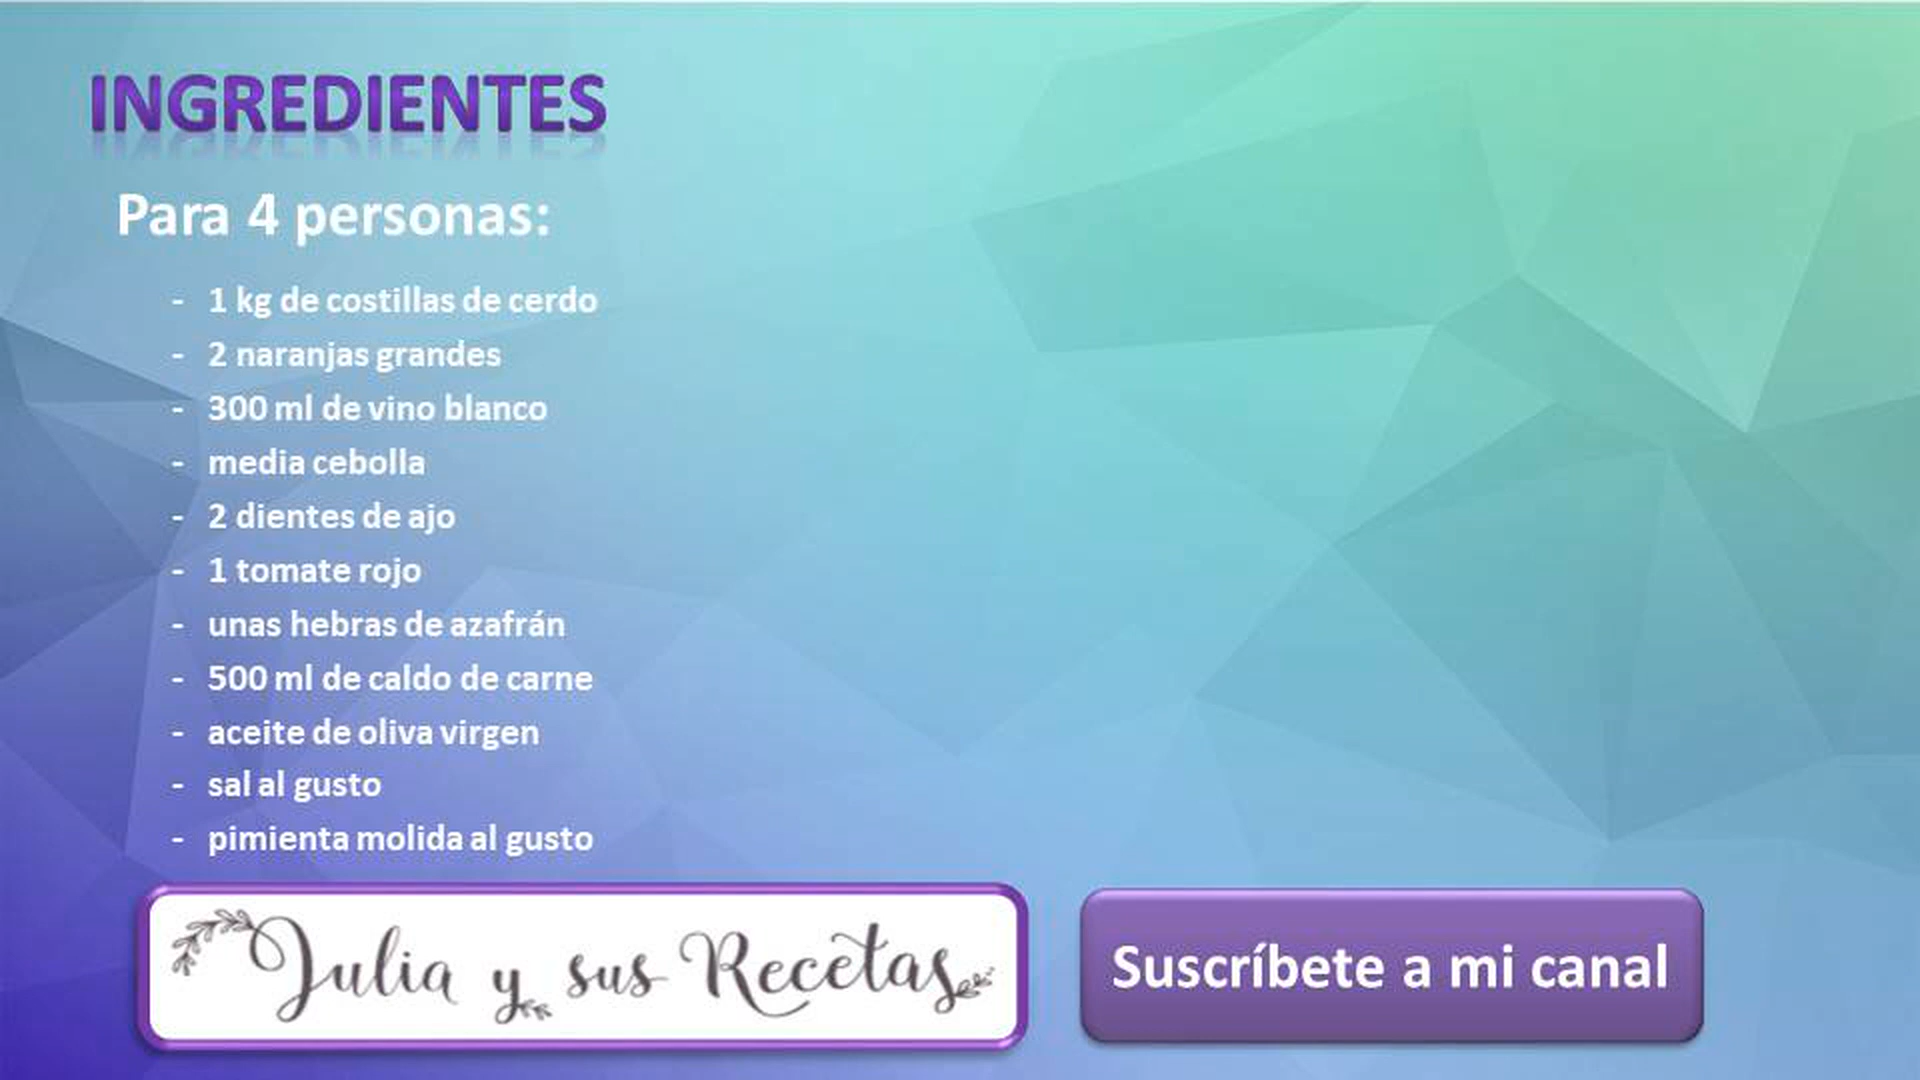 INGREDIENTES
Para 4 personas:
- 1 kg de costillas de cerdo
- 2 naranjas grandes
- 300 ml de vino blanco
- media cebolla
- 2 dientes de ajo
- 1 tomate rojo
- unas hebras de azafrán
- 500 ml de caldo de carne
- aceite de oliva virgen
- sal al gusto
- pimienta molida al gusto
Julia y sus Recetas
Suscríbete a mi canal